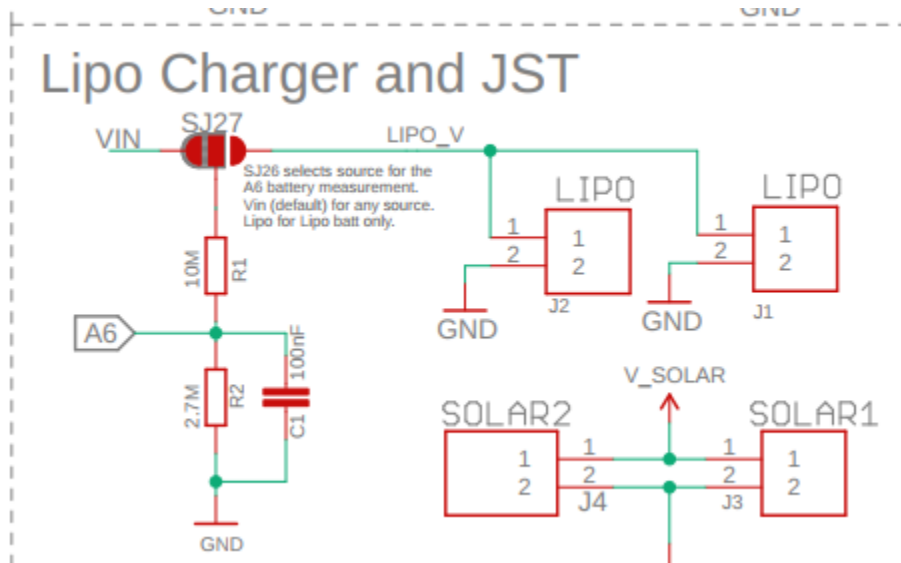 GND
GND
Lipo Charger and JST
SJ27
VIN
LIPO_V
SJ26 selects source for the
A6 battery measurement.
Vin (default) for any source.
Lipo for Lipo batt only.
LIPO
1
2
1
2
J2
GND
LIPO
1
2
1
2
J1
GND
10M
R1
A6
100nF
C1
2.7M
R2
GND
V_SOLAR
SOLAR2
1
2
1
2
J4
SOLAR1
1
2
1
2
J3